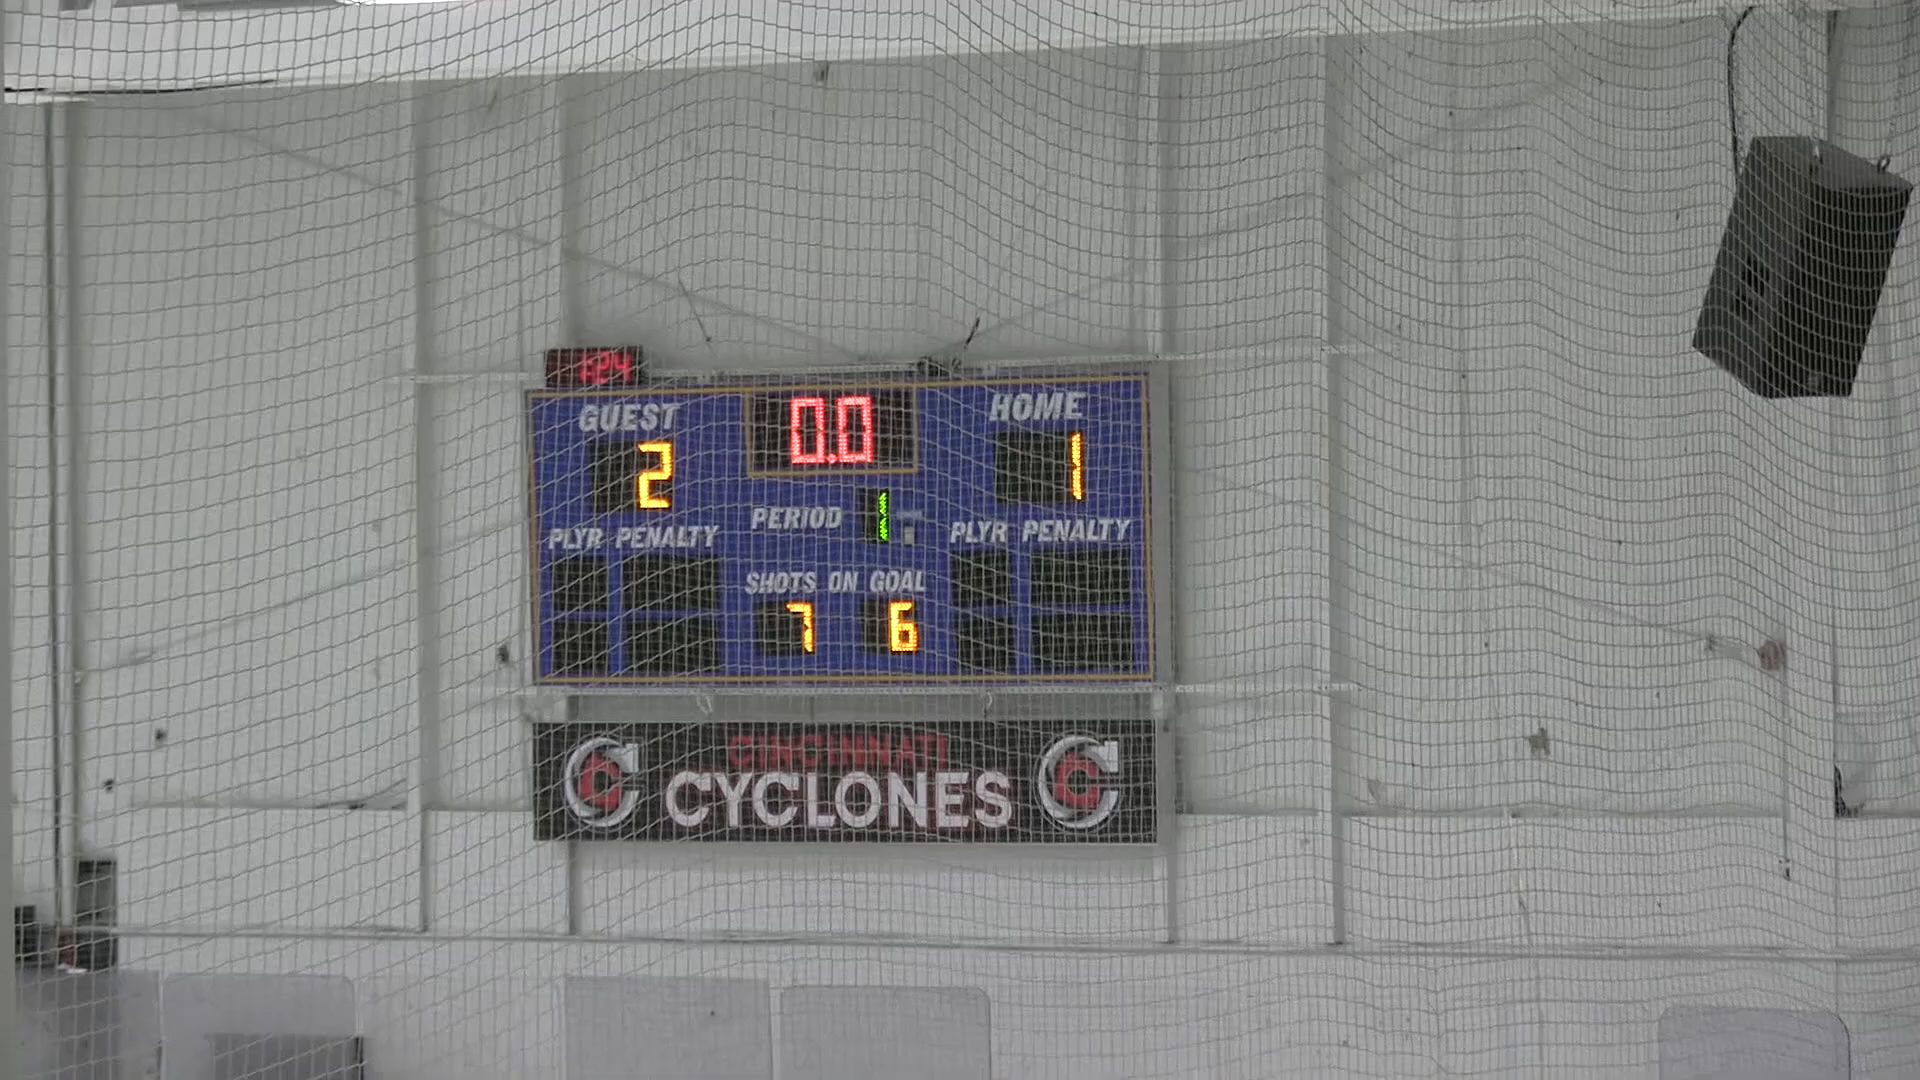 1:24
GUEST 0.0 HOME
2 1
PERIOD 1
PLYR PENALTY PLYR PENALTY
SHOTS ON GOAL
7 6
C CINCINNATI C
CYCLONES